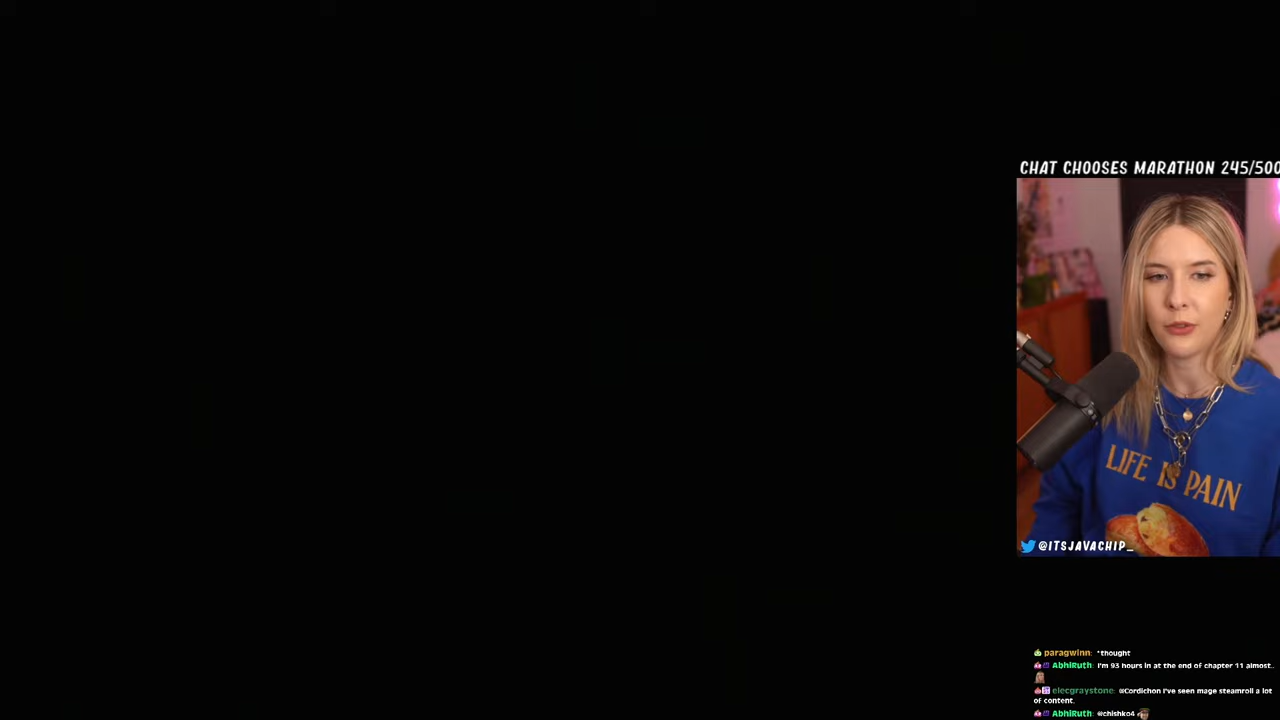 CHAT CHOOSES MARATHON 245/500
LIFE IS PAIN
@ITSJAVACHIP_
paragwinn: *thought
AbhiRuth: I'm 93 hours in at the end of chapter 11 almost..
elecgraystone: @Cordichon I've seen mage steamroll a lot
of content.
AbhiRuth: @chishko4